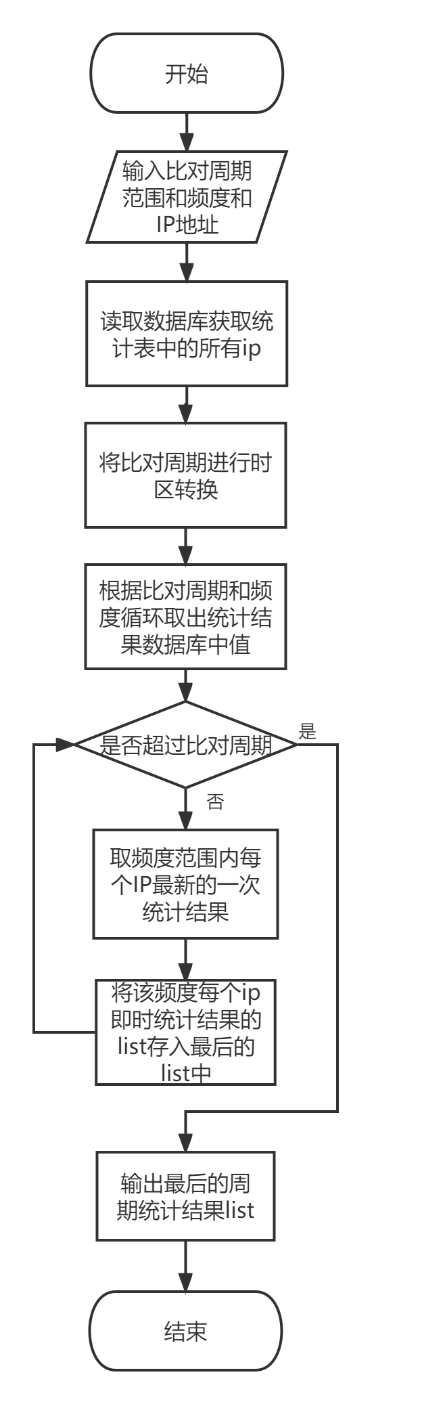 开始
输入比对周期
范围和频度和
IP地址
读取数据库获取统
计表中的所有ip
将比对周期进行时
区转换
根据比对周期和频
度循环取出统计结
果数据库中值
是否超过比对周期
是
否
取频度范围内每
个IP最新的一次
统计结果
将该频度每个ip
即时统计结果的
list存入最后的
list中
输出最后的周
期统计结果list
结束